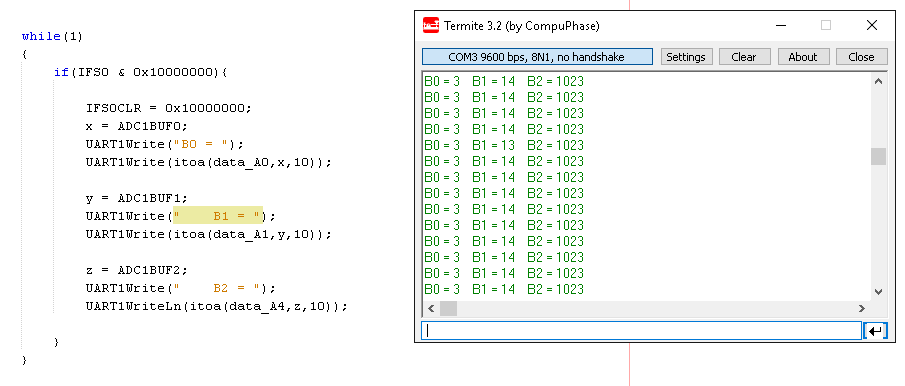 while(1)
{
if(IFS0 & 0x10000000){
IFS0CLR = 0x10000000;
x = ADC1BUF0;
UART1Write("B0 = ");
UART1Write(itoa(data_A0,x,10));
y = ADC1BUF1;
UART1Write("    B1 = ");
UART1Write(itoa(data_A1,y,10));
z = ADC1BUF2;
UART1Write("    B2 = ");
UART1WriteLn(itoa(data_A4,z,10));
}
}
Termite 3.2 (by CompuPhase)
COM3 9600 bps, 8N1, no handshake Settings Clear About Close
B0 = 3    B1 = 14    B2 = 1023
B0 = 3    B1 = 14    B2 = 1023
B0 = 3    B1 = 14    B2 = 1023
B0 = 3    B1 = 14    B2 = 1023
B0 = 3    B1 = 13    B2 = 1023
B0 = 3    B1 = 14    B2 = 1023
B0 = 3    B1 = 14    B2 = 1023
B0 = 3    B1 = 14    B2 = 1023
B0 = 3    B1 = 14    B2 = 1023
B0 = 3    B1 = 14    B2 = 1023
B0 = 3    B1 = 14    B2 = 1023
B0 = 3    B1 = 14    B2 = 1023
B0 = 3    B1 = 14    B2 = 1023
B0 = 3    B1 = 14    B2 = 1023